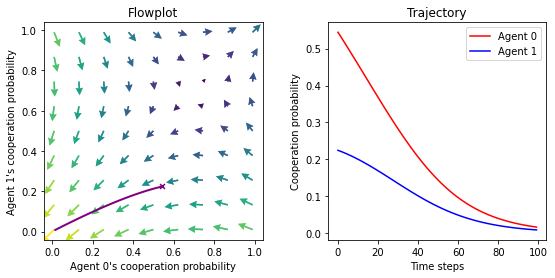 Flowplot
Agent 1's cooperation probability
1.0
0.8
0.6
0.4
0.2
0.0
0.0 0.2 0.4 0.6 0.8 1.0
Agent 0's cooperation probability
Trajectory
Cooperation probability
0.5
0.4
0.3
0.2
0.1
0.0
0 20 40 60 80 100
Time steps
Agent 0
Agent 1